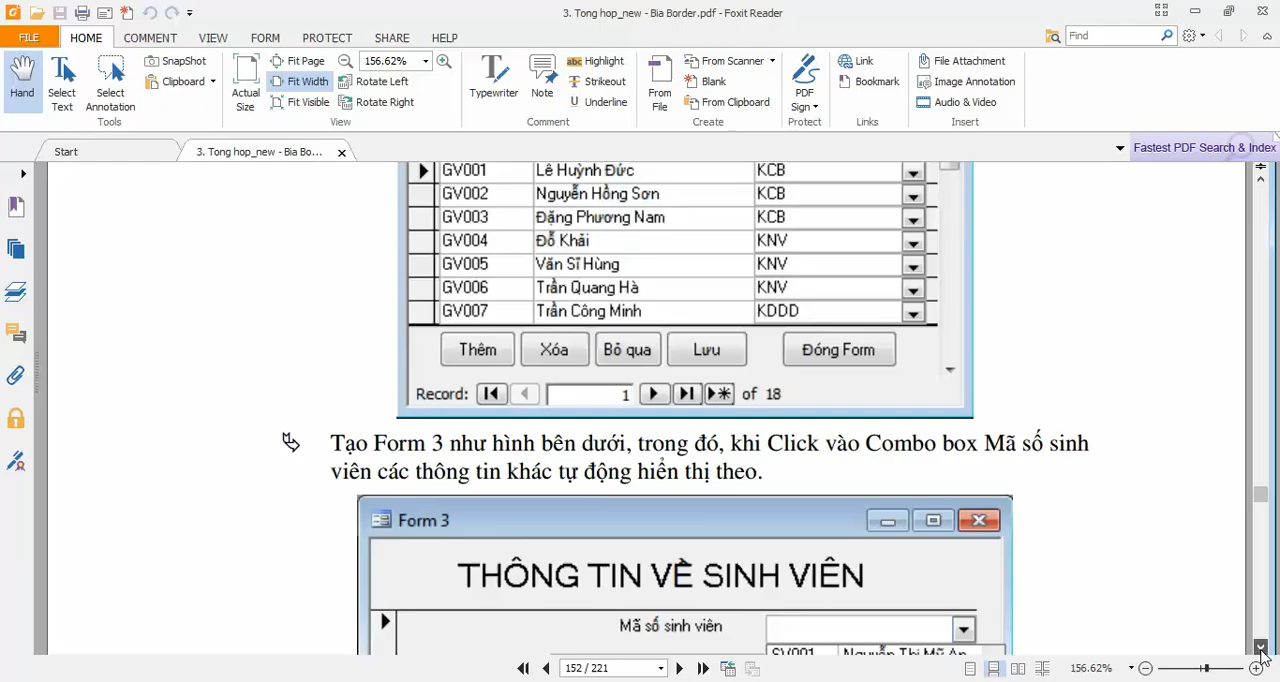 3. Tong hop_new - Bia Border.pdf - Foxit Reader
FILE HOME COMMENT VIEW FORM PROTECT SHARE HELP Find
Hand
Select Text
Select Annotation
SnapShot
Clipboard
Tools
Actual Size
Fit Page
Fit Width
Fit Visible
156.62%
Rotate Left
Rotate Right
View
Typewriter
Note
Highlight
Strikeout
Underline
Comment
From File
From Scanner
Blank
From Clipboard
Create
PDF Sign
Protect
Link
Bookmark
Links
File Attachment
Image Annotation
Audio & Video
Insert
Start 3. Tong hop_new - Bia Bo... Fastest PDF Search & Index
GV001 Lê Huỳnh Đức KCB
GV002 Nguyễn Hồng Sơn KCB
GV003 Đặng Phương Nam KCB
GV004 Đỗ Khải KNV
GV005 Văn Sĩ Hùng KNV
GV006 Trần Quang Hà KNV
GV007 Trần Công Minh KDDD
Thêm Xóa Bỏ qua Lưu Đóng Form
Record: 1 of 18
Tạo Form 3 như hình bên dưới, trong đó, khi Click vào Combo box Mã số sinh
viên các thông tin khác tự động hiển thị theo.
Form 3
THÔNG TIN VỀ SINH VIÊN
Mã số sinh viên
SV001 Nguyễn Thị Mỹ An
152 / 221 156.62%